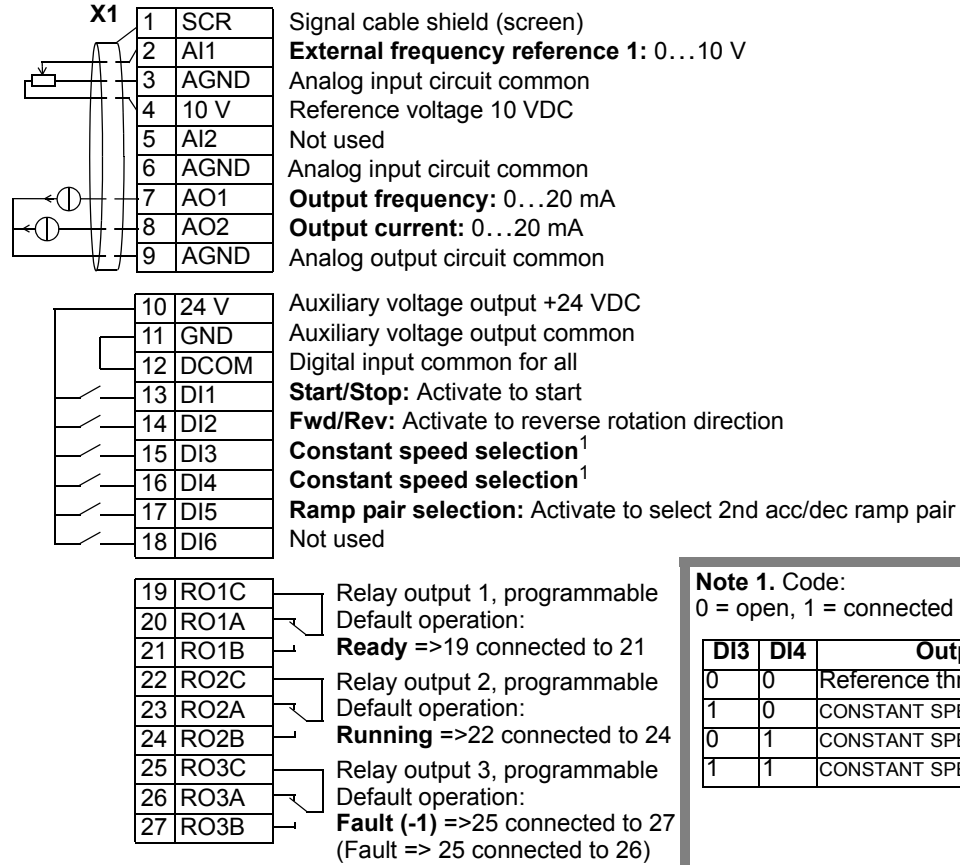 X1
1 SCR Signal cable shield (screen)
2 AI1 External frequency reference 1: 0…10 V
3 AGND Analog input circuit common
4 10 V Reference voltage 10 VDC
5 AI2 Not used
6 AGND Analog input circuit common
7 AO1 Output frequency: 0…20 mA
8 AO2 Output current: 0…20 mA
9 AGND Analog output circuit common
10 24 V Auxiliary voltage output +24 VDC
11 GND Auxiliary voltage output common
12 DCOM Digital input common for all
13 DI1 Start/Stop: Activate to start
14 DI2 Fwd/Rev: Activate to reverse rotation direction
15 DI3 Constant speed selection1
16 DI4 Constant speed selection1
17 DI5 Ramp pair selection: Activate to select 2nd acc/dec ramp pair
18 DI6 Not used
19 RO1C Relay output 1, programmable
20 RO1A Default operation:
21 RO1B Ready =>19 connected to 21
22 RO2C Relay output 2, programmable
23 RO2A Default operation:
24 RO2B Running =>22 connected to 24
25 RO3C Relay output 3, programmable
26 RO3A Default operation:
27 RO3B Fault (-1) =>25 connected to 27
(Fault => 25 connected to 26)
Note 1. Code:
0 = open, 1 = connected
DI3 DI4
0 0 Reference
1 0 CONSTANT
0 1 CONSTANT
1 1 CONSTANT